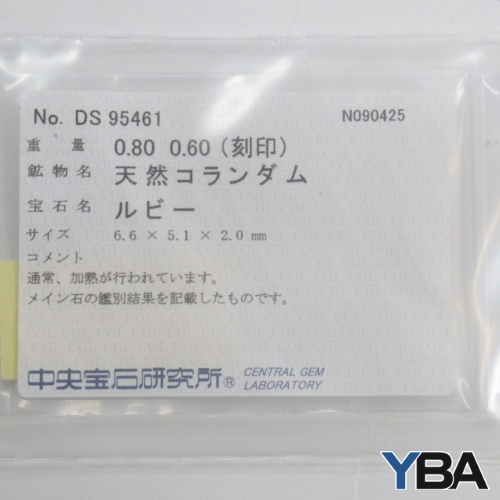 No. DS 95461 N090425
重 量 0.80 0.60 (刻印)
鉱物名 天然コランダム
宝石名 ルビー
サイズ 6.6 × 5.1 × 2.0 mm
コメント
通常、加熱が行われています。
メイン石の鑑別結果を記載したものです。
中央宝石研究所® CENTRAL GEM
LABORATORY
YBA